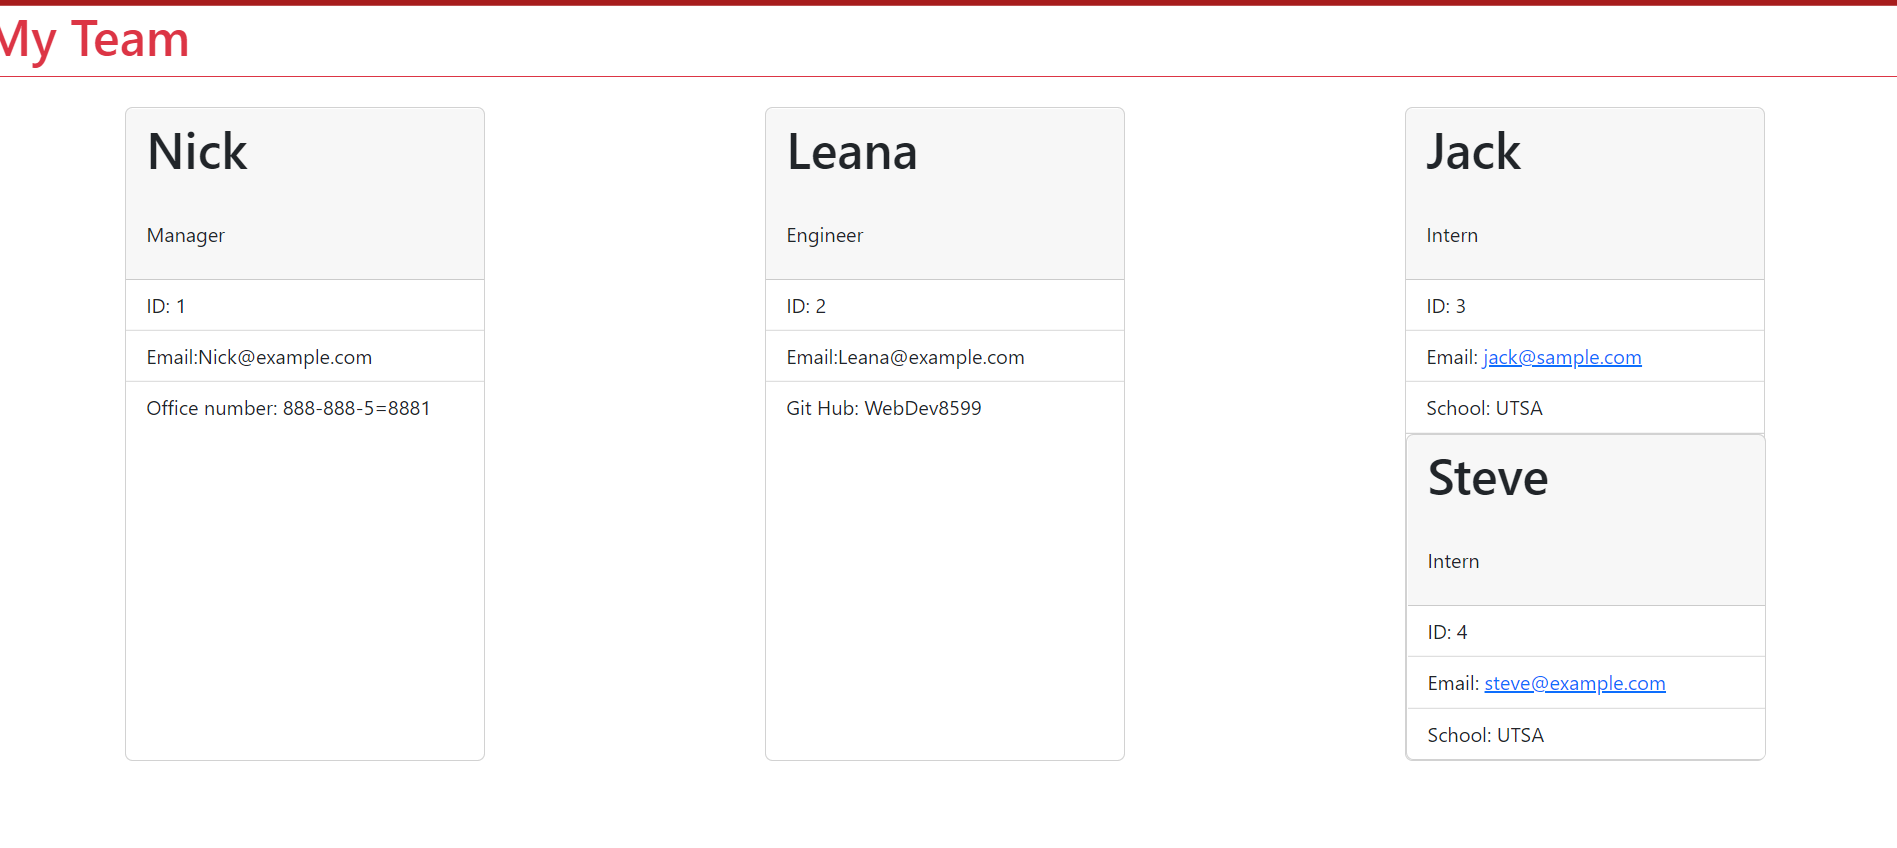 My Team
Nick
Manager
ID: 1
Email:Nick@example.com
Office number: 888-888-5=8881
Leana
Engineer
ID: 2
Email:Leana@example.com
Git Hub: WebDev8599
Jack
Intern
ID: 3
Email: jack@sample.com
School: UTSA
Steve
Intern
ID: 4
Email: steve@example.com
School: UTSA